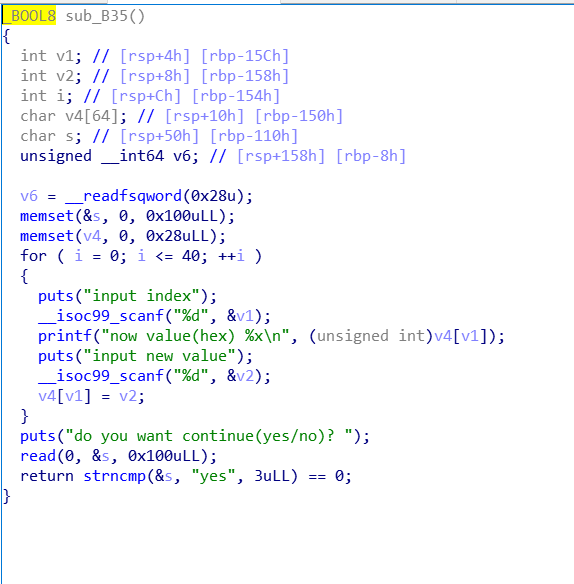 _BOOL8 sub_B35()
{
  int v1; // [rsp+4h] [rbp-15Ch]
  int v2; // [rsp+8h] [rbp-158h]
  int i; // [rsp+Ch] [rbp-154h]
  char v4[64]; // [rsp+10h] [rbp-150h]
  char s; // [rsp+50h] [rbp-110h]
  unsigned __int64 v6; // [rsp+158h] [rbp-8h]

  v6 = __readfsqword(0x28u);
  memset(&s, 0, 0x100uLL);
  memset(v4, 0, 0x28uLL);
  for ( i = 0; i <= 40; ++i )
  {
    puts("input index");
    __isoc99_scanf("%d", &v1);
    printf("now value(hex) %x\n", (unsigned int)v4[v1]);
    puts("input new value");
    __isoc99_scanf("%d", &v2);
    v4[v1] = v2;
  }
  puts("do you want continue(yes/no)? ");
  read(0, &s, 0x100uLL);
  return strncmp(&s, "yes", 3uLL) == 0;
}